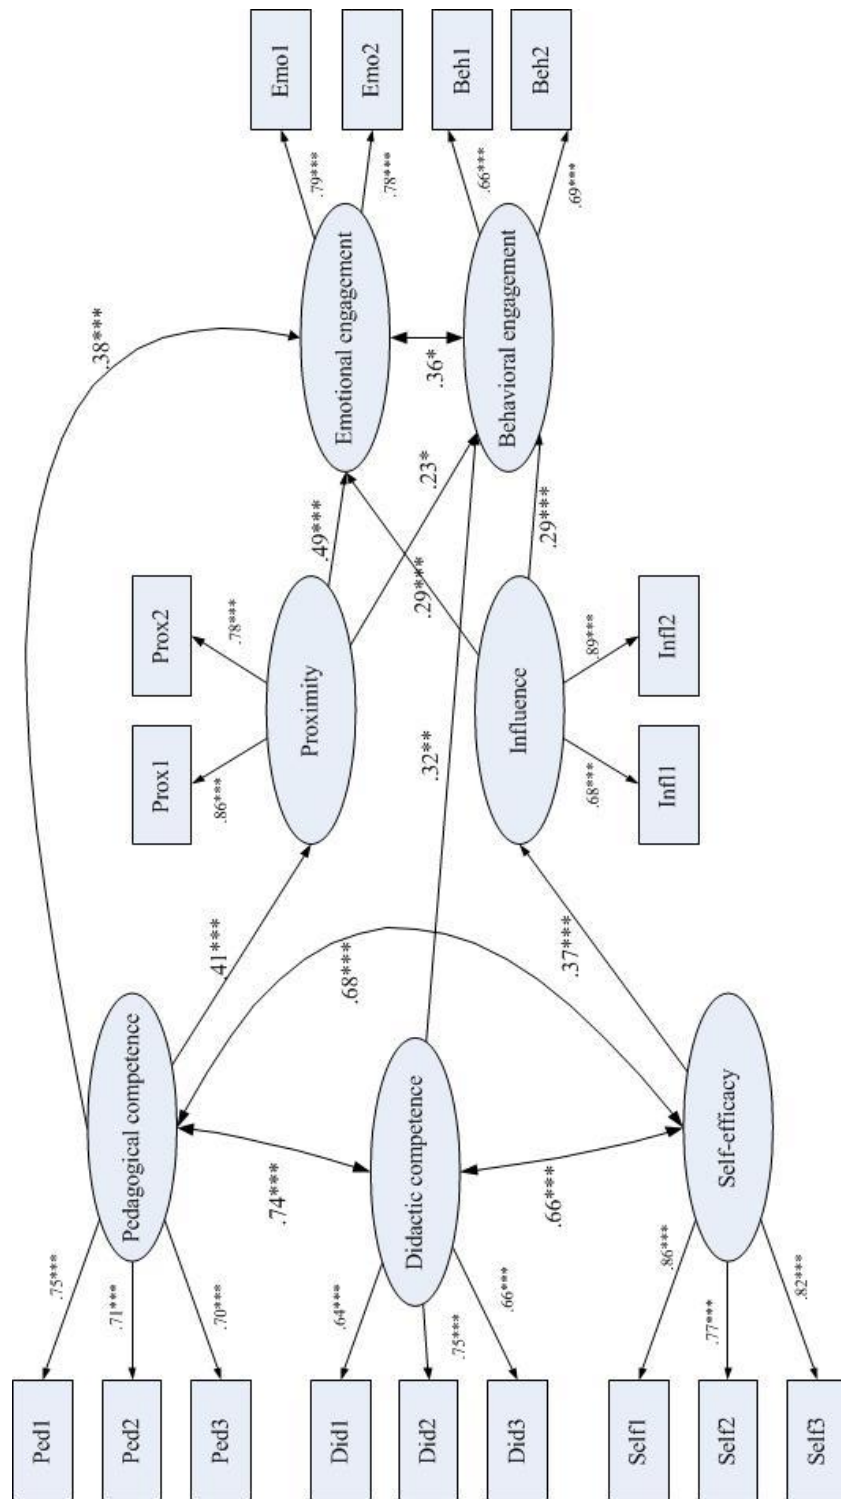 Ped1
Ped2
Ped3
Did1
Did2
Did3
Self1
Self2
Self3
.75***
.71***
.70***
.64***
.75***
.66***
.86***
.77***
.82***
Pedagogical competence
Didactic competence
Self-efficacy
.74***
.66***
.68***
.41***
.37***
.38***
.32**
Prox1
Prox2
.86***
.78***
Proximity
Influence
.68***
.89***
Infl1
Infl2
.49***
.23*
.29***
.29***
Emotional engagement
.36*
Behavioral engagement
.79***
.78***
.66***
.69***
Emo1
Emo2
Beh1
Beh2